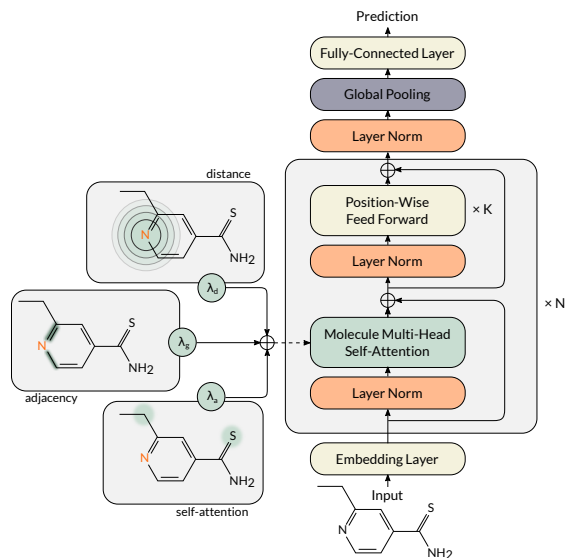 Prediction
Fully-Connected Layer
Global Pooling
Layer Norm
distance
S
N
NH2
λd
Position-Wise
Feed Forward
× K
Layer Norm
× N
S
N
NH2
λg
adjacency
Molecule Multi-Head
Self-Attention
λa
Layer Norm
S
N
NH2
self-attention
Embedding Layer
Input
S
N
NH2